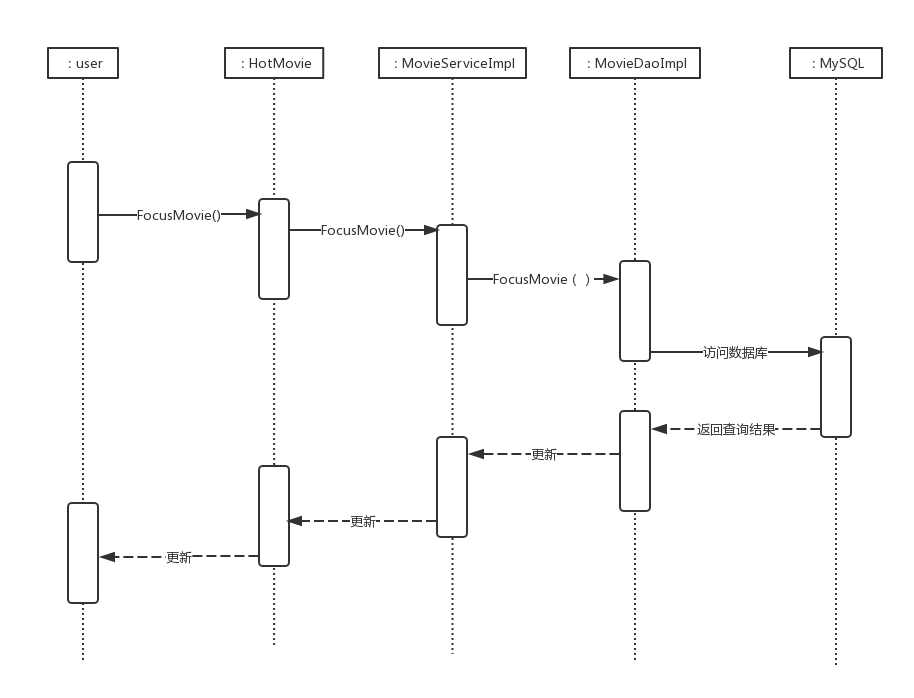 : user
: HotMovie
: MovieServiceImpl
: MovieDaoImpl
: MySQL
FocusMovie()
FocusMovie()
FocusMovie（ ）
访问数据库
返回查询结果
更新
更新
更新